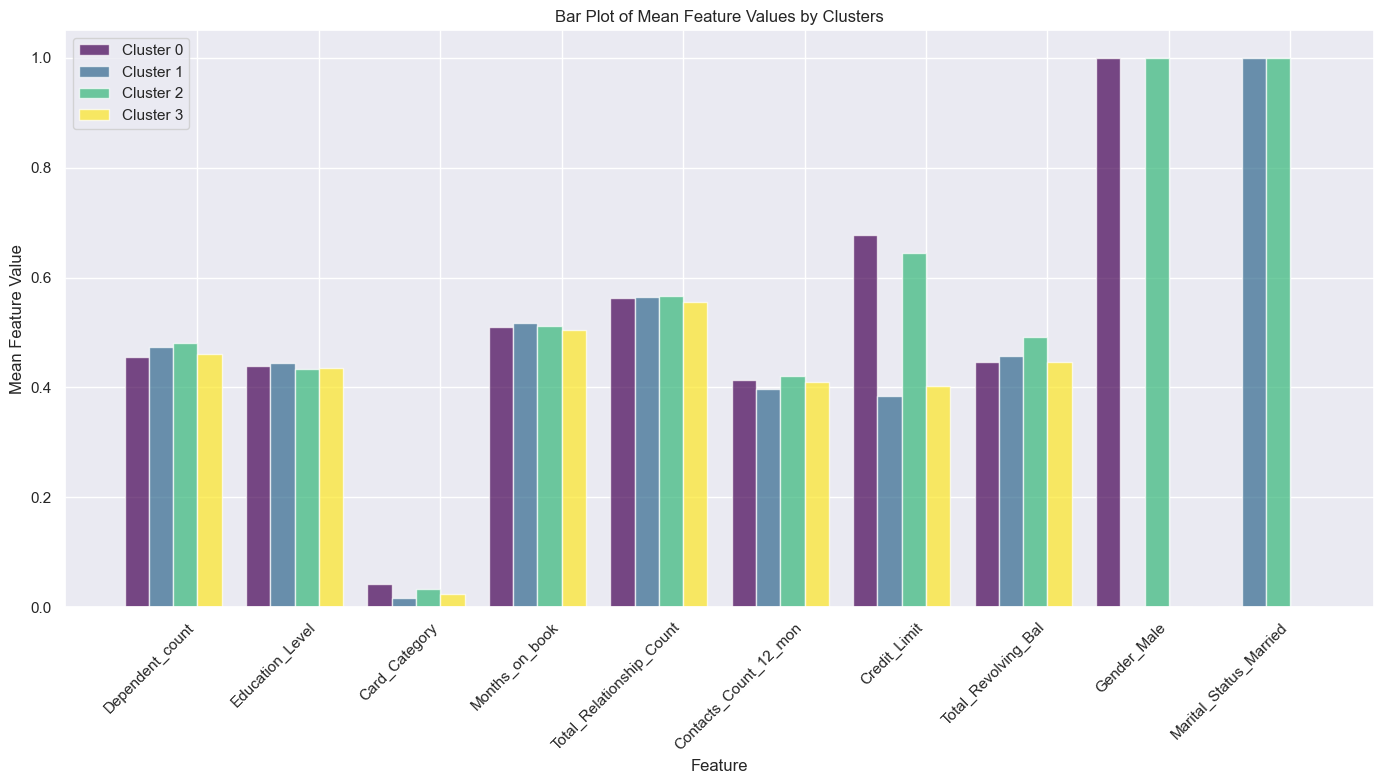 Bar Plot of Mean Feature Values by Clusters
Cluster 0
Cluster 1
Cluster 2
Cluster 3
Mean Feature Value
1.0
0.8
0.6
0.4
0.2
0.0
Dependent_count
Education_Level
Card_Category
Months_on_book
Total_Relationship_Count
Contacts_Count_12_mon
Credit_Limit
Total_Revolving_Bal
Gender_Male
Marital_Status_Married
Feature